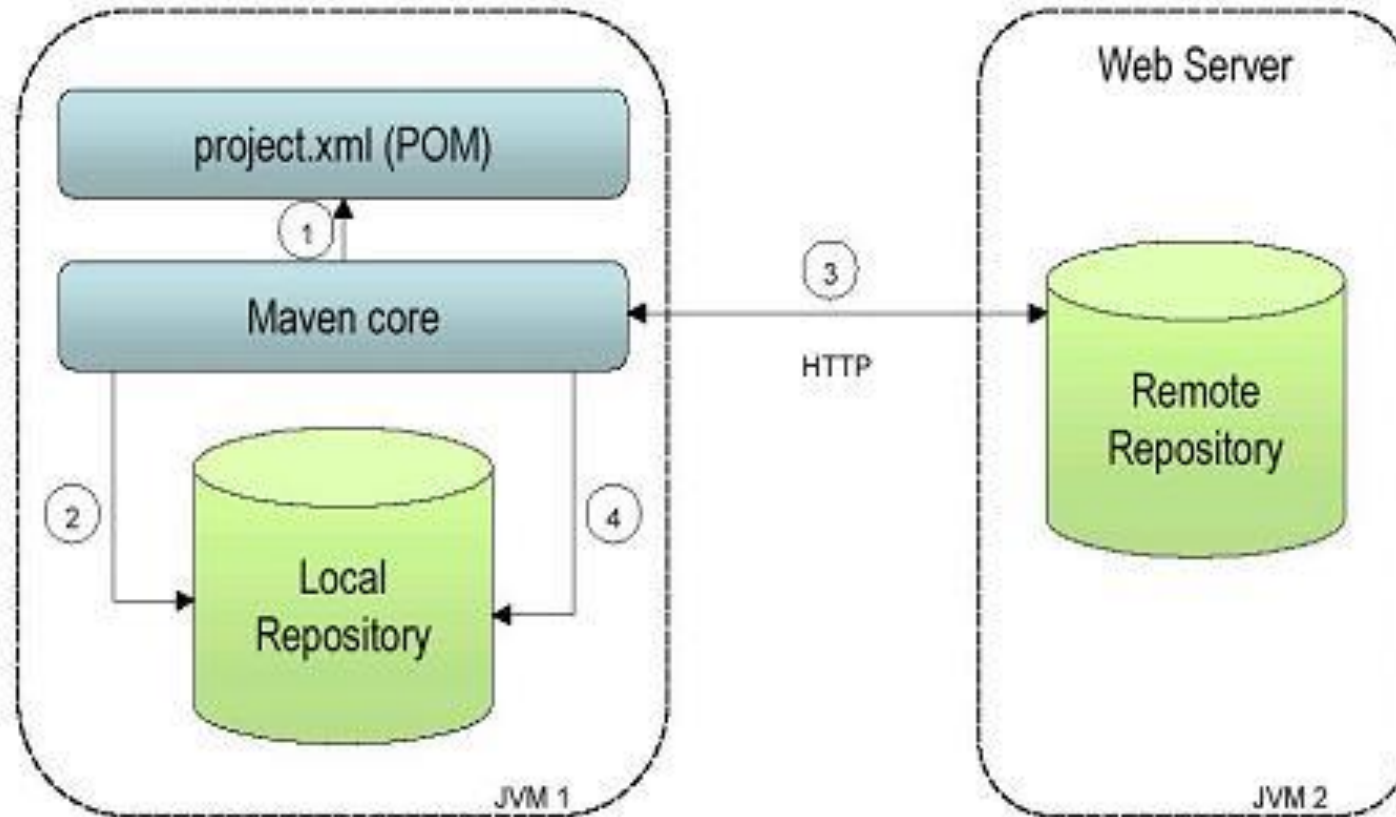 project.xml (POM)
1
Maven core
2
4
Local
Repository
JVM 1
3
HTTP
Web Server
Remote
Repository
JVM 2